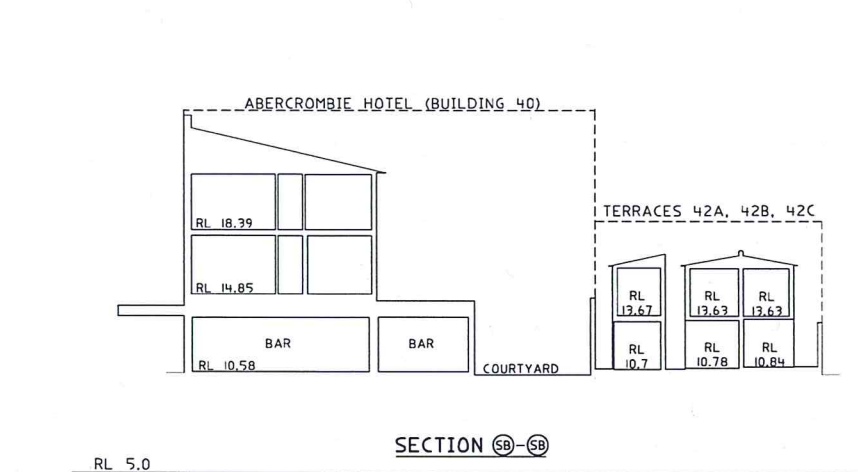 ABERCROMBIE HOTEL (BUILDING 40)
TERRACES 42A, 42B, 42C
RL 18.39
RL 14.85
RL
13.67
RL
13.63
RL
13.63
BAR
BAR
RL 10.58
RL
10.7
RL
10.78
RL
10.84
COURTYARD
SECTION SB-SB
RL 5.0